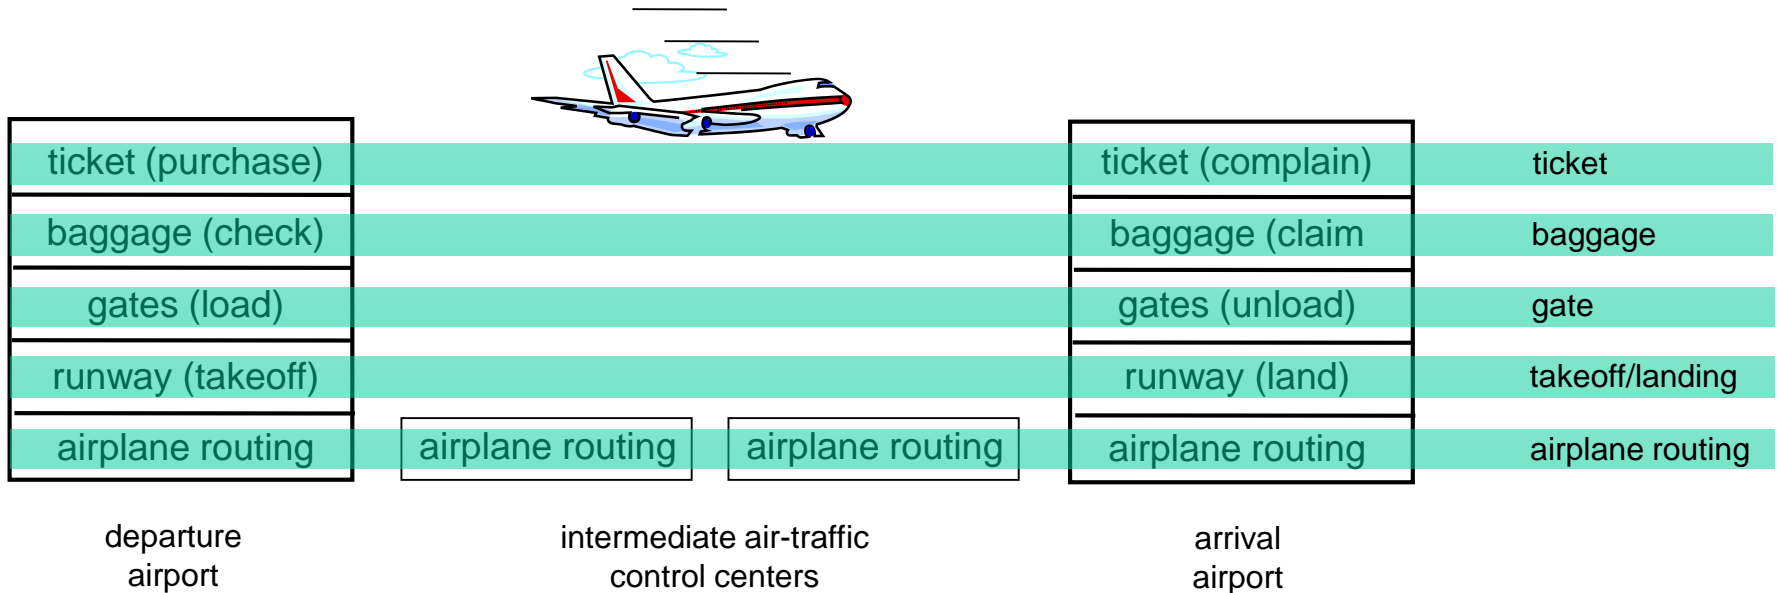 ticket (purchase) ticket (complain) ticket
baggage (check) baggage (claim baggage
gates (load) gates (unload) gate
runway (takeoff) runway (land) takeoff/landing
airplane routing airplane routing airplane routing airplane routing airplane routing
departure
airport
intermediate air-traffic
control centers
arrival
airport